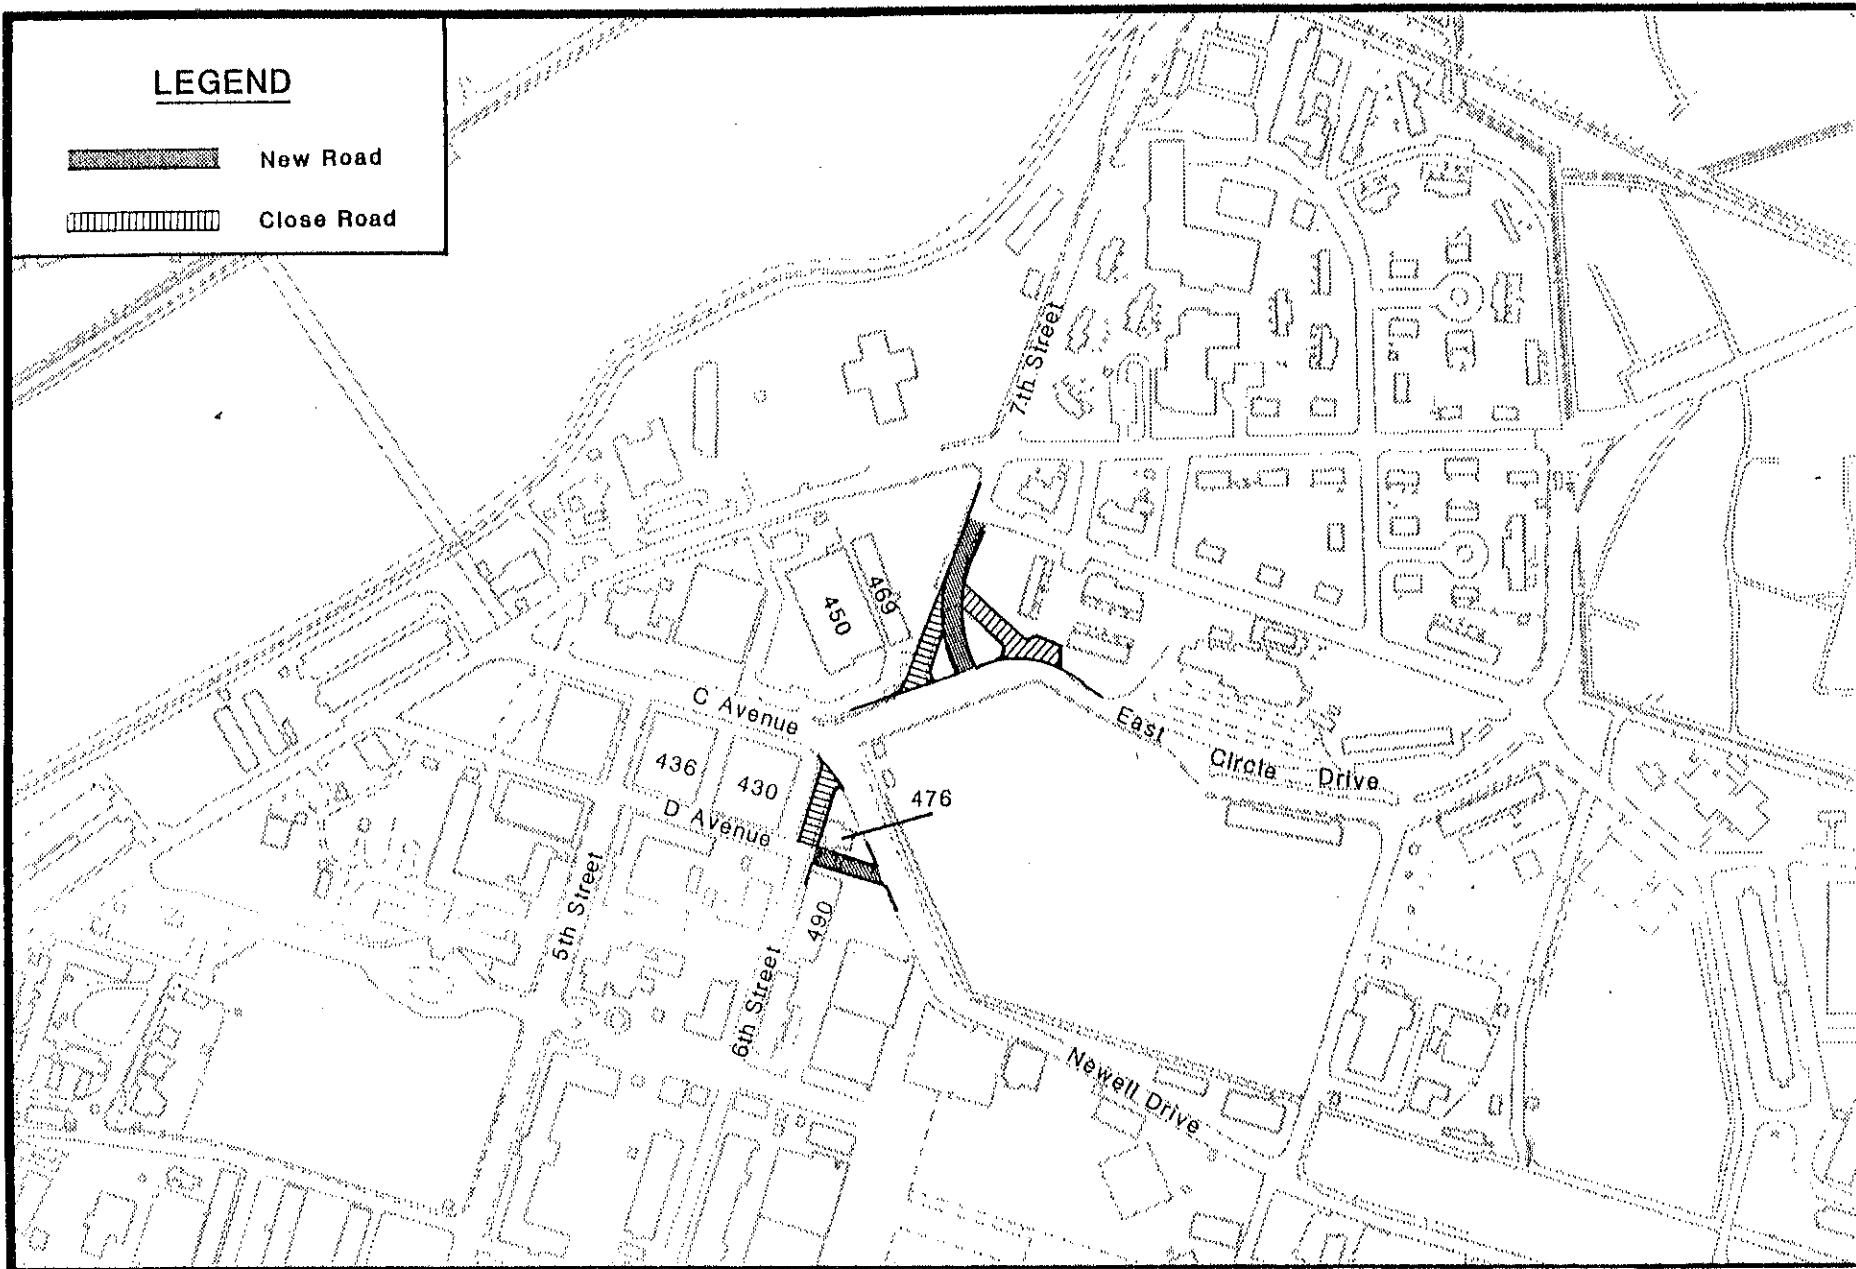 LEGEND
New Road
Close Road
7th Street
469
450
C Avenue
East Circle Drive
436
430
476
D Avenue
5th Street
490
6th Street
Newell Drive